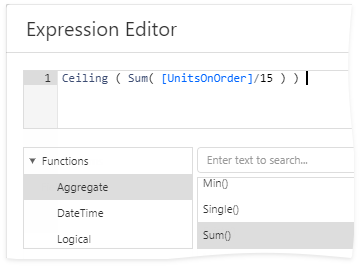 Expression Editor
1 Ceiling ( Sum( [UnitsOnOrder]/15 ) )
Functions
Aggregate
DateTime
Logical
Enter text to search...
Min()
Single()
Sum()